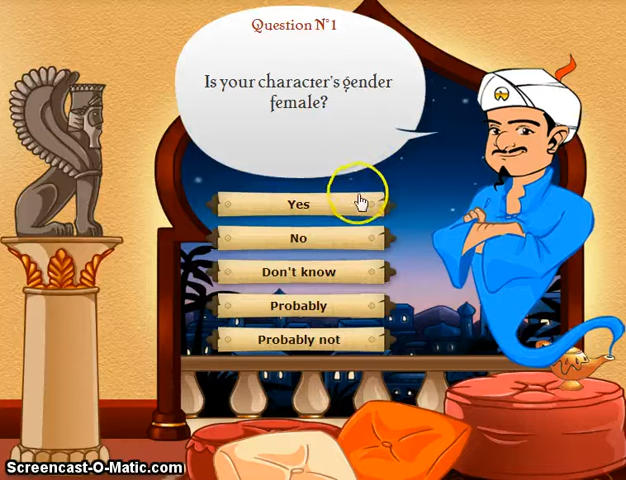 Question N°1
Is your character's gender
female?
Yes
No
Don't know
Probably
Probably not
Screencast-O-Matic.com